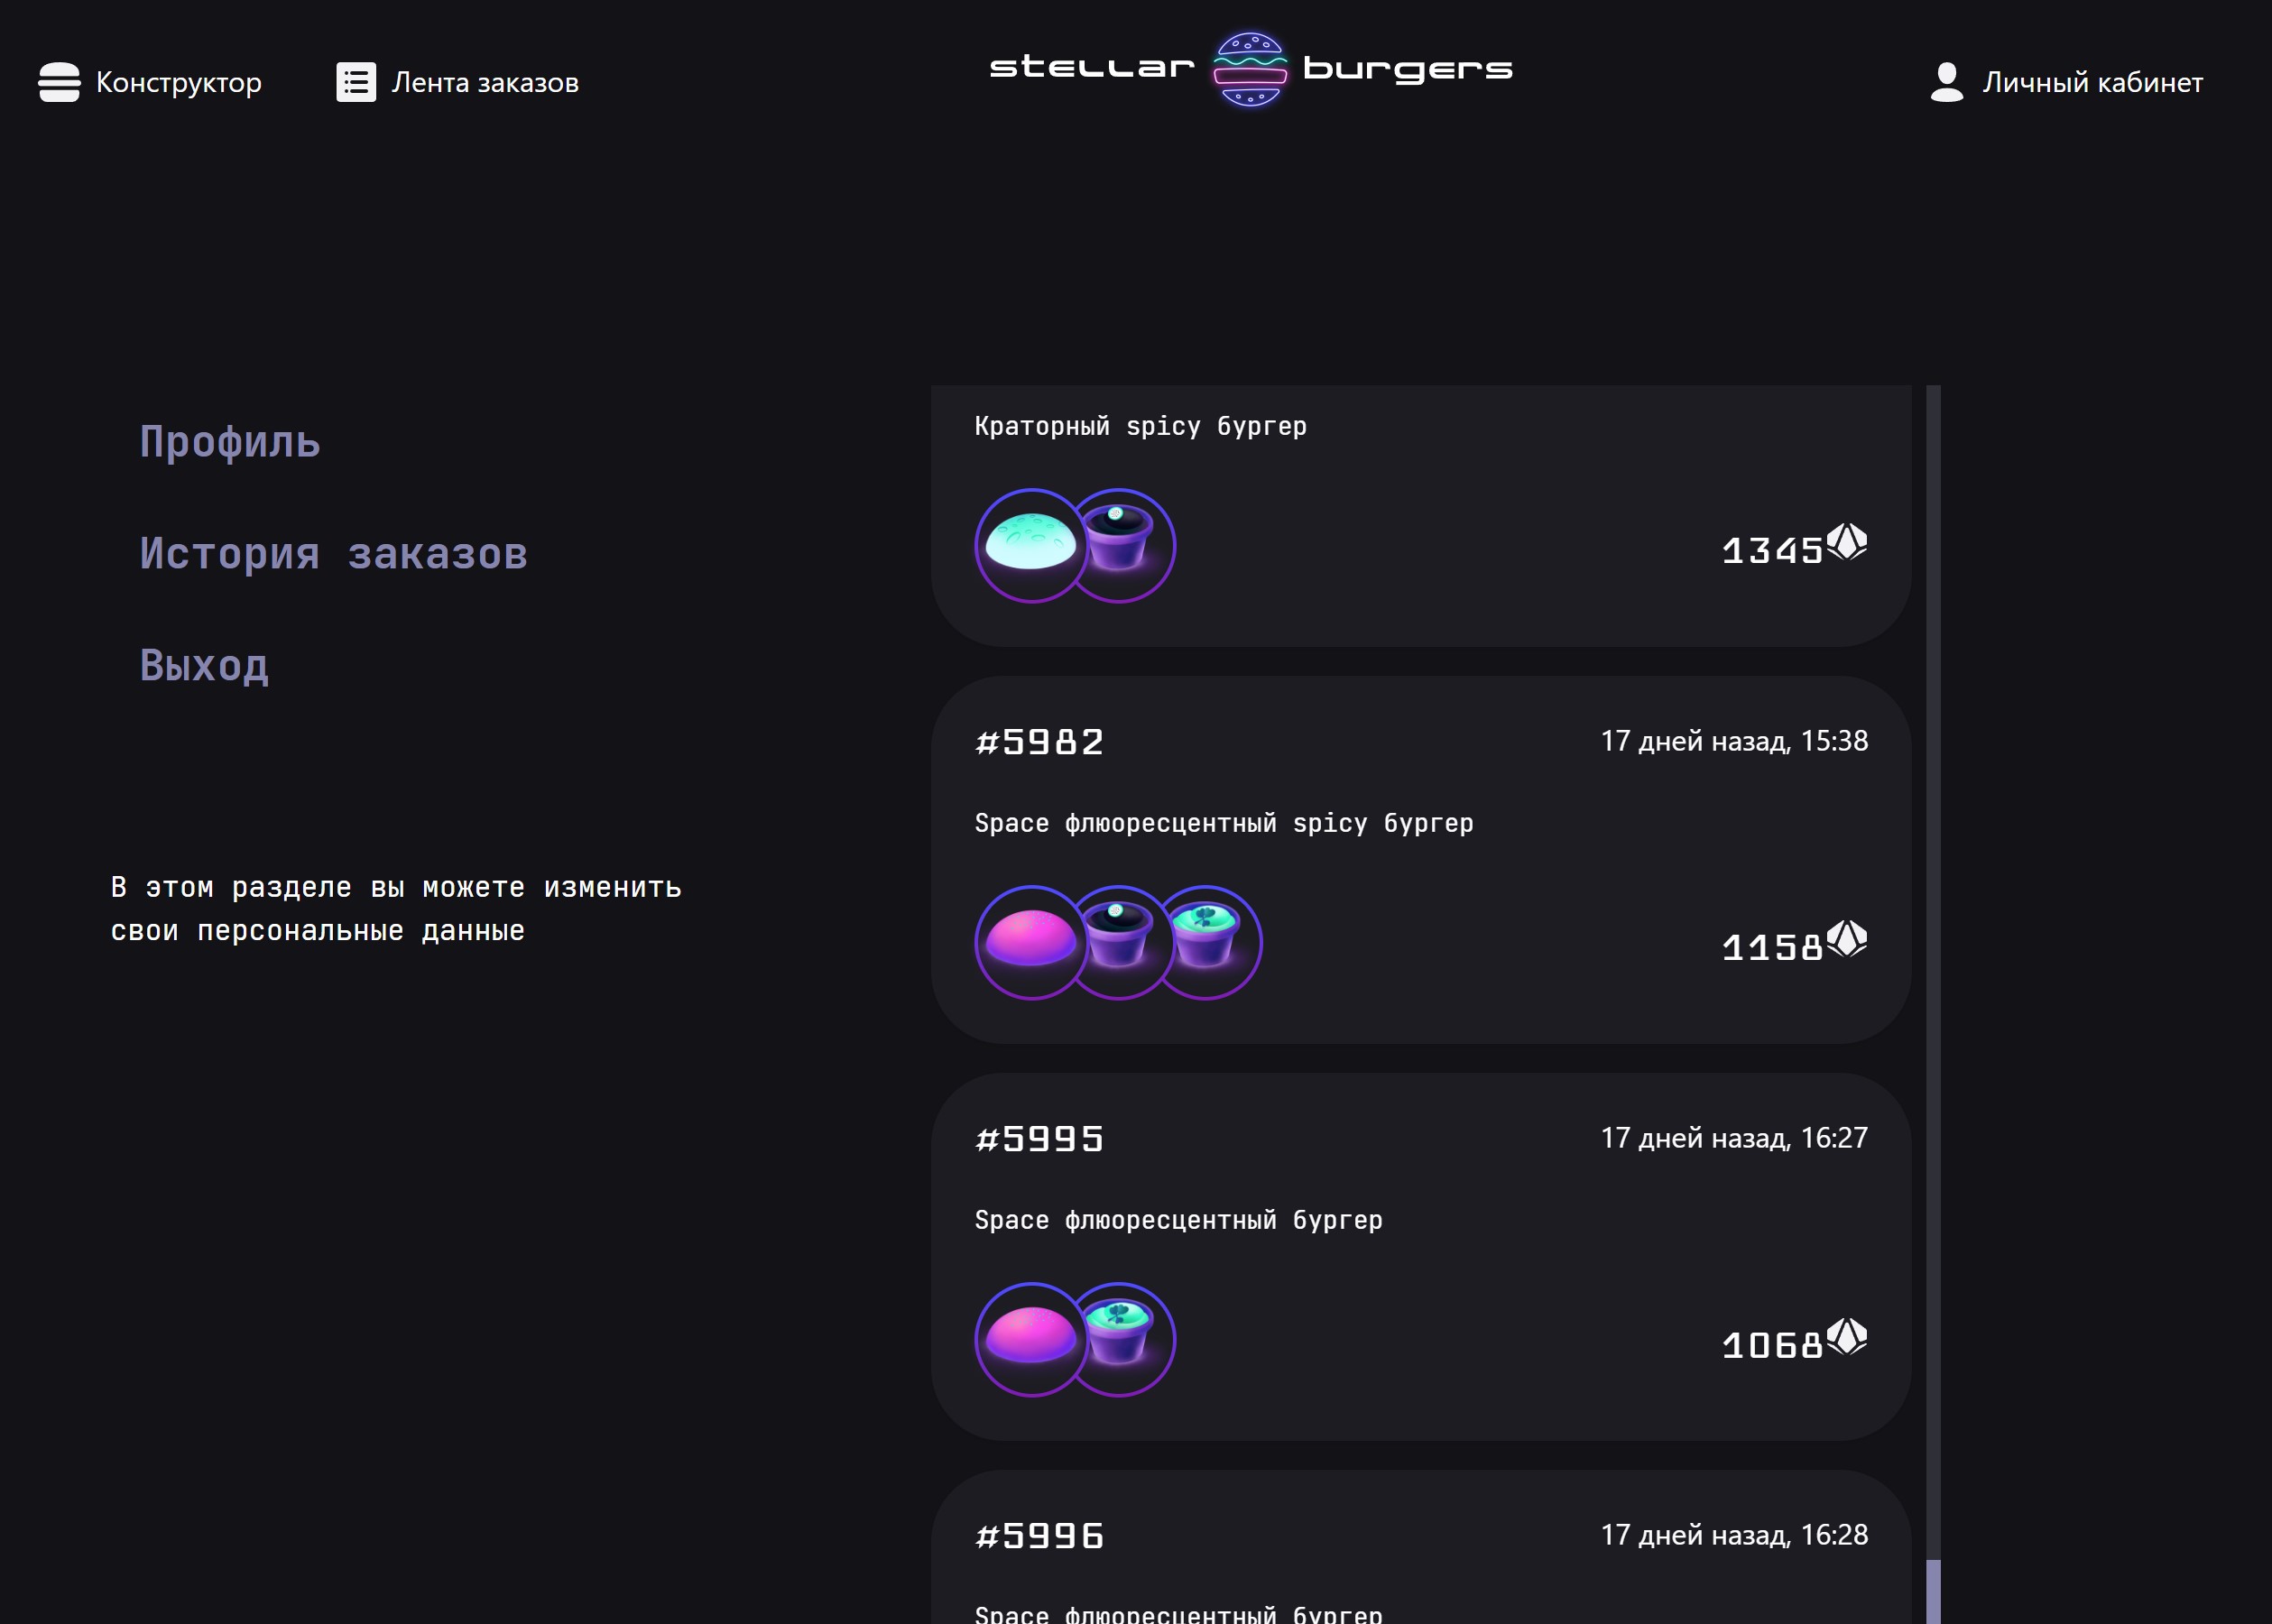 Конструктор
Лента заказов
stellar burgers
Личный кабинет
Профиль
История заказов
Выход
В этом разделе вы можете изменить
свои персональные данные
Краторный spicy бургер
1345
#5982
17 дней назад, 15:38
Space флюоресцентный spicy бургер
1158
#5995
17 дней назад, 16:27
Space флюоресцентный бургер
1068
#5996
17 дней назад, 16:28
Space флюоресцентный бургер